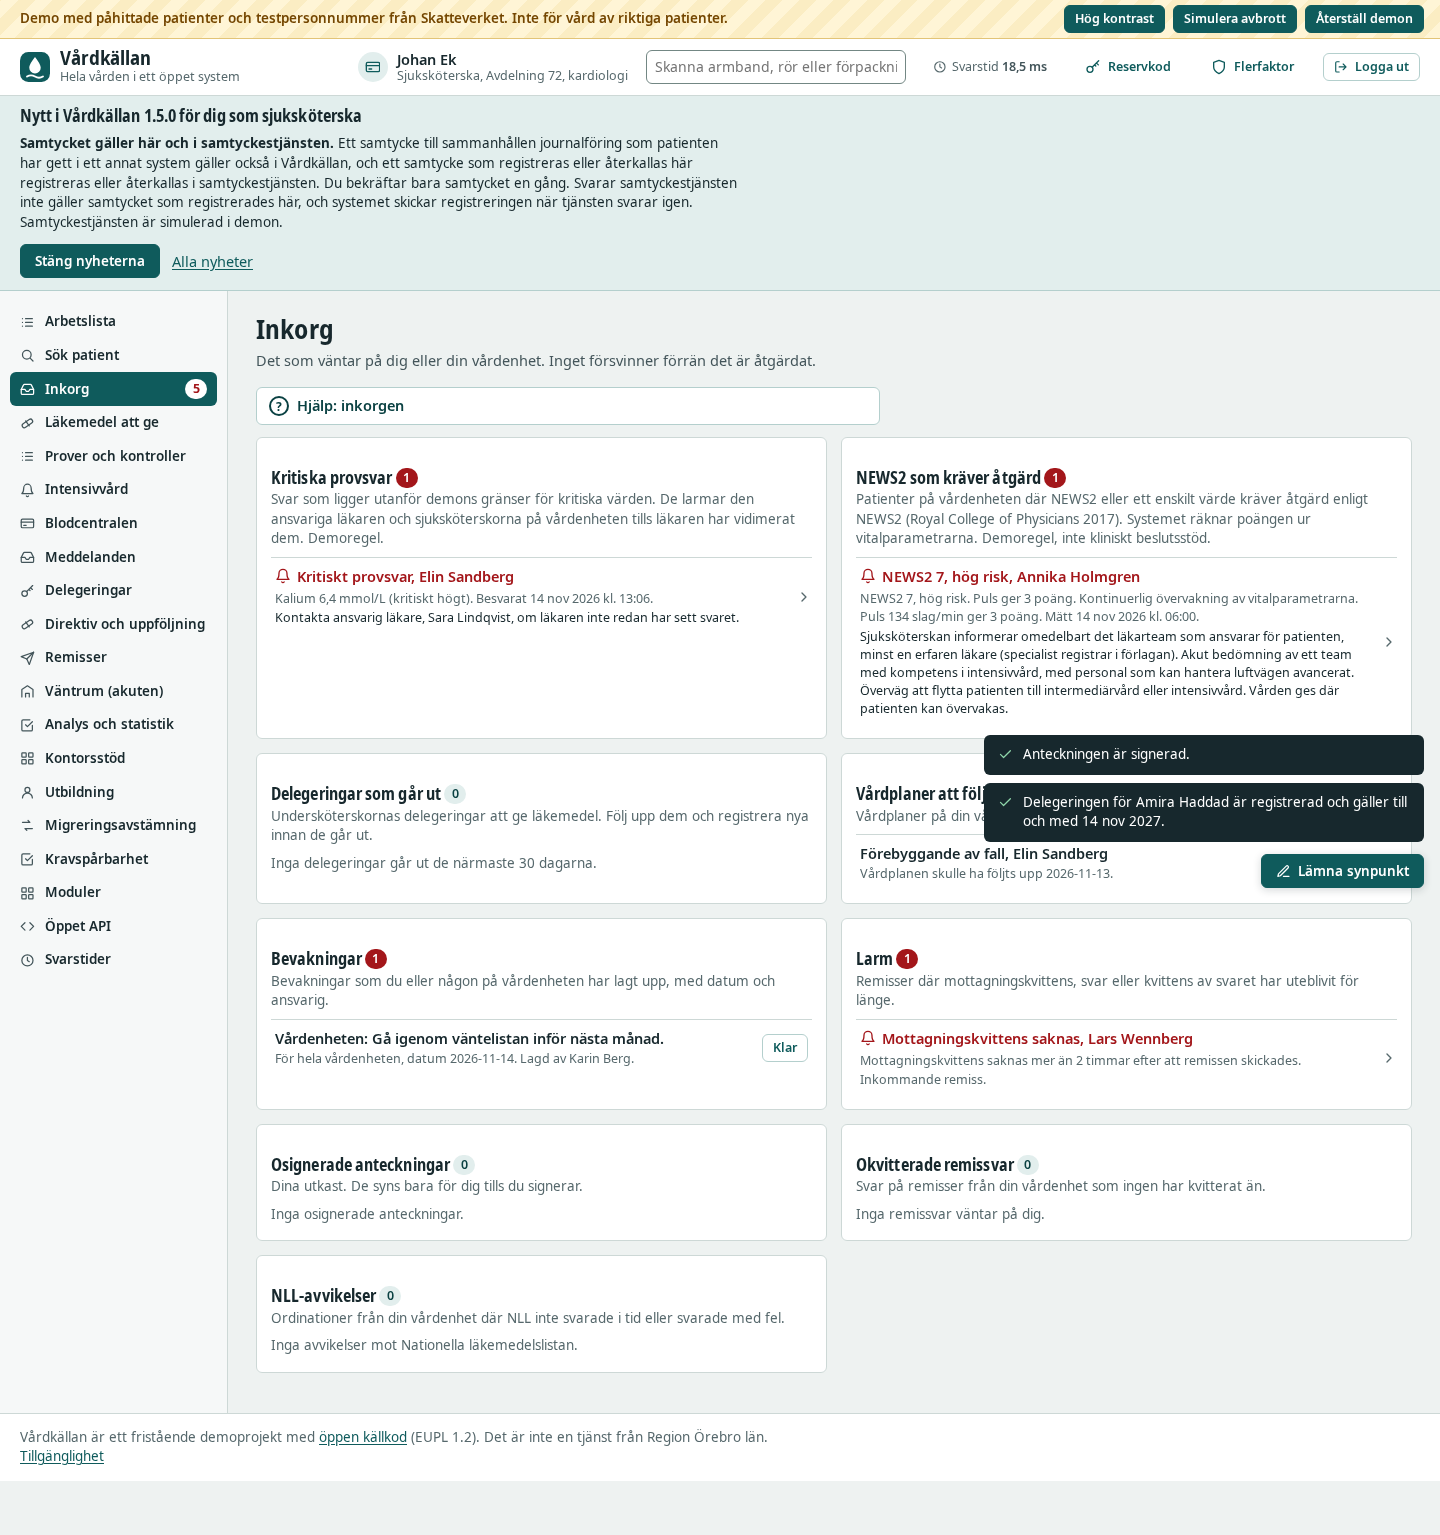 Demo med påhittade patienter och testpersonnummer från Skatteverket. Inte för vård av riktiga patienter.
Hög kontrast
Simulera avbrott
Återställ demon
Vårdkällan
Hela vården i ett öppet system
Johan Ek
Sjuksköterska, Avdelning 72, kardiologi
Skanna armband, rör eller förpackni
Svarstid 18,5 ms
Reservkod
Flerfaktor
Logga ut
Nytt i Vårdkällan 1.5.0 för dig som sjuksköterska
Samtycket gäller här och i samtyckestjänsten. Ett samtycke till sammanhållen journalföring som patienten
har gett i ett annat system gäller också i Vårdkällan, och ett samtycke som registreras eller återkallas här
registreras eller återkallas i samtyckestjänsten. Du bekräftar bara samtycket en gång. Svarar samtyckestjänsten
inte gäller samtycket som registrerades här, och systemet skickar registreringen när tjänsten svarar igen.
Samtyckestjänsten är simulerad i demon.
Stäng nyheterna
Alla nyheter
Arbetslista
Sök patient
Inkorg
5
Läkemedel att ge
Prover och kontroller
Intensivvård
Blodcentralen
Meddelanden
Delegeringar
Direktiv och uppföljning
Remisser
Väntrum (akuten)
Analys och statistik
Kontorsstöd
Utbildning
Migreringsavstämning
Kravspårbarhet
Moduler
Öppet API
Svarstider
Inkorg
Det som väntar på dig eller din vårdenhet. Inget försvinner förrän det är åtgärdat.
? Hjälp: inkorgen
Kritiska provsvar 1
Svar som ligger utanför demons gränser för kritiska värden. De larmar den
ansvariga läkaren och sjuksköterskorna på vårdenheten tills läkaren har vidimerat
dem. Demoregel.
Kritiskt provsvar, Elin Sandberg
Kalium 6,4 mmol/L (kritiskt högt). Besvarat 14 nov 2026 kl. 13:06.
Kontakta ansvarig läkare, Sara Lindqvist, om läkaren inte redan har sett svaret.
NEWS2 som kräver åtgärd 1
Patienter på vårdenheten där NEWS2 eller ett enskilt värde kräver åtgärd enligt
NEWS2 (Royal College of Physicians 2017). Systemet räknar poängen ur
vitalparametrarna. Demoregel, inte kliniskt beslutsstöd.
NEWS2 7, hög risk, Annika Holmgren
NEWS2 7, hög risk. Puls ger 3 poäng. Kontinuerlig övervakning av vitalparametrarna.
Puls 134 slag/min ger 3 poäng. Mätt 14 nov 2026 kl. 06:00.
Sjuksköterskan informerar omedelbart det läkarteam som ansvarar för patienten,
minst en erfaren läkare (specialist registrar i förlagan). Akut bedömning av ett team
med kompetens i intensivvård, med personal som kan hantera luftvägen avancerat.
Överväg att flytta patienten till intermediärvård eller intensivvård. Vården ges där
patienten kan övervakas.
Delegeringar som går ut 0
Undersköterskornas delegeringar att ge läkemedel. Följ upp dem och registrera nya
innan de går ut.
Inga delegeringar går ut de närmaste 30 dagarna.
Vårdplaner att följ
Vårdplaner på din vå
Förebyggande av fall, Elin Sandberg
Vårdplanen skulle ha följts upp 2026-11-13.
Anteckningen är signerad.
Delegeringen för Amira Haddad är registrerad och gäller till
och med 14 nov 2027.
Lämna synpunkt
Bevakningar 1
Bevakningar som du eller någon på vårdenheten har lagt upp, med datum och
ansvarig.
Vårdenheten: Gå igenom väntelistan inför nästa månad.
För hela vårdenheten, datum 2026-11-14. Lagd av Karin Berg.
Klar
Larm 1
Remisser där mottagningskvittens, svar eller kvittens av svaret har uteblivit för
länge.
Mottagningskvittens saknas, Lars Wennberg
Mottagningskvittens saknas mer än 2 timmar efter att remissen skickades.
Inkommande remiss.
Osignerade anteckningar 0
Dina utkast. De syns bara för dig tills du signerar.
Inga osignerade anteckningar.
Okvitterade remissvar 0
Svar på remisser från din vårdenhet som ingen har kvitterat än.
Inga remissvar väntar på dig.
NLL-avvikelser 0
Ordinationer från din vårdenhet där NLL inte svarade i tid eller svarade med fel.
Inga avvikelser mot Nationella läkemedelslistan.
Vårdkällan är ett fristående demoprojekt med öppen källkod (EUPL 1.2). Det är inte en tjänst från Region Örebro län.
Tillgänglighet